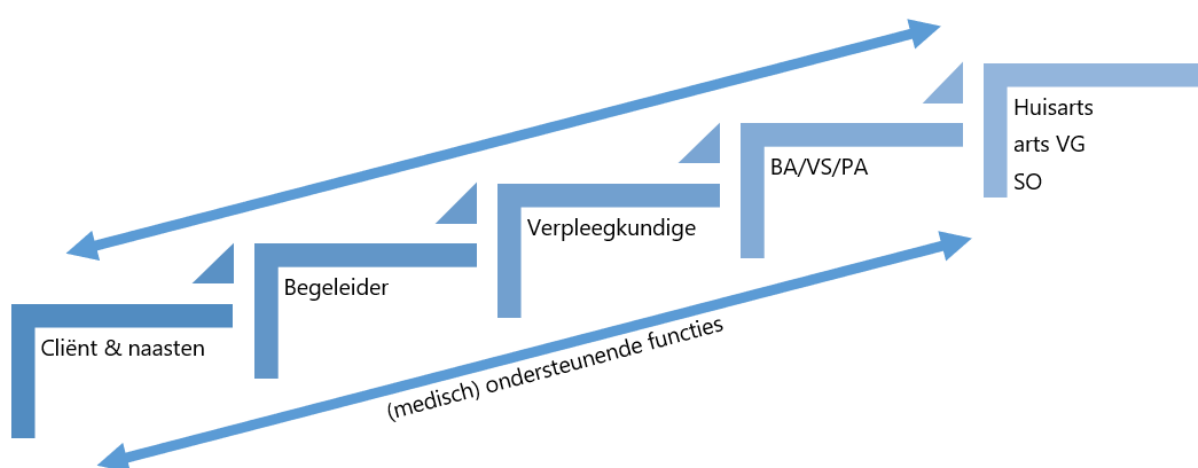 Cliënt & naasten
Begeleider
Verpleegkundige
BA/VS/PA
Huisarts
arts VG
SO
(medisch) ondersteunende functies